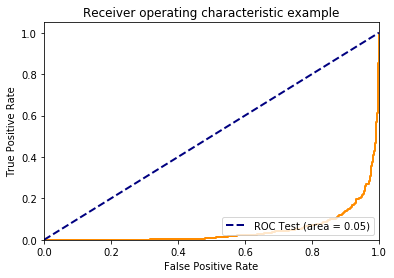 Receiver operating characteristic example
1.0
0.8
0.6
0.4
0.2
0.0
True Positive Rate
ROC Test (area = 0.05)
0.0 0.2 0.4 0.6 0.8 1.0
False Positive Rate